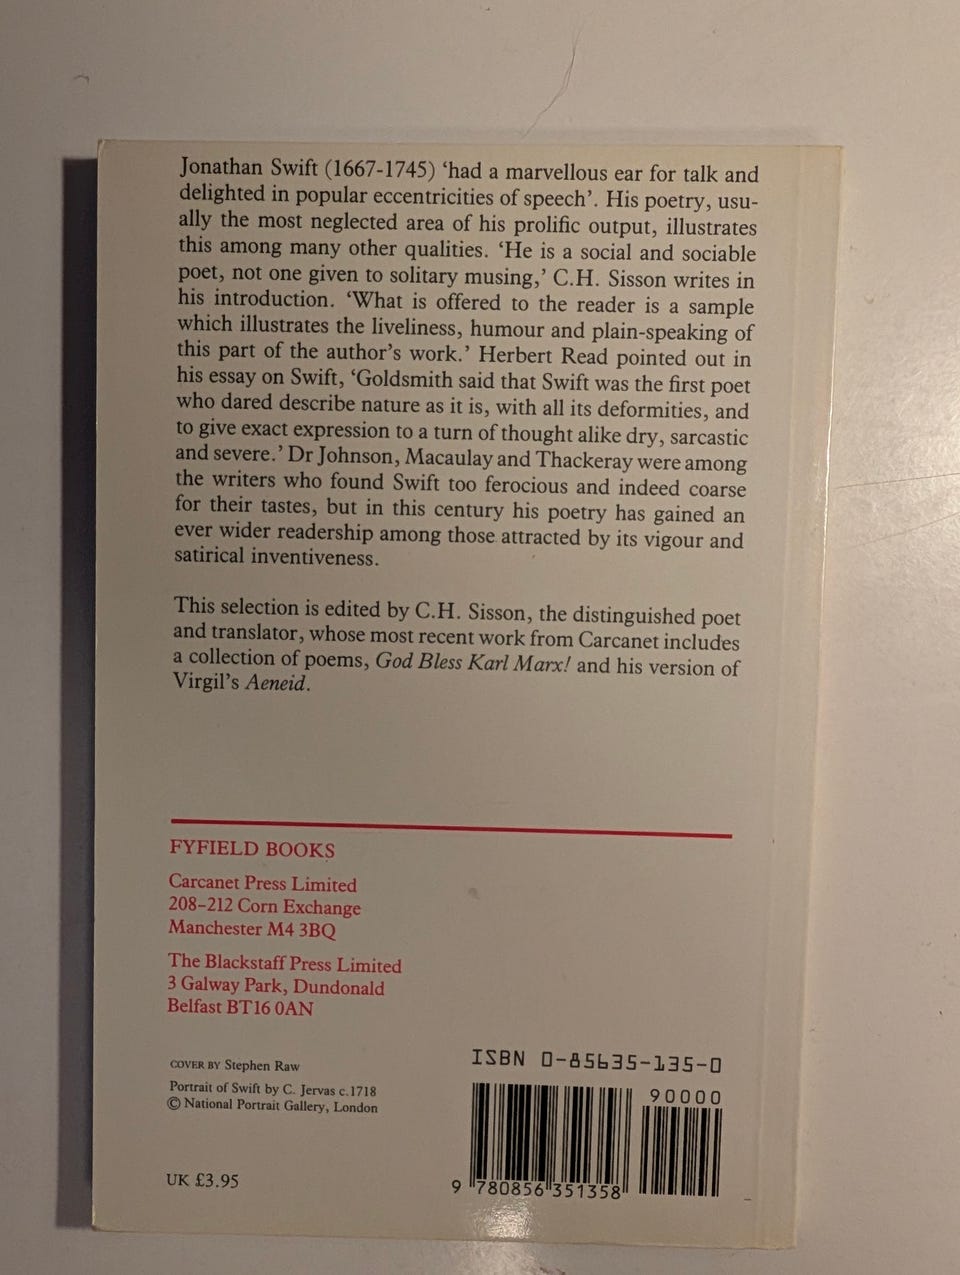 Jonathan Swift (1667-1745) ‘had a marvellous ear for talk and
delighted in popular eccentricities of speech’. His poetry, usu-
ally the most neglected area of his prolific output, illustrates
this among many other qualities. ‘He is a social and sociable
poet, not one given to solitary musing,’ C.H. Sisson writes in
his introduction. ‘What is offered to the reader is a sample
which illustrates the liveliness, humour and plain-speaking of
this part of the author’s work.’ Herbert Read pointed out in
his essay on Swift, ‘Goldsmith said that Swift was the first poet
who dared describe nature as it is, with all its deformities, and
to give exact expression to a turn of thought alike dry, sarcastic
and severe.’ Dr Johnson, Macaulay and Thackeray were among
the writers who found Swift too ferocious and indeed coarse
for their tastes, but in this century his poetry has gained an
ever wider readership among those attracted by its vigour and
satirical inventiveness.
This selection is edited by C.H. Sisson, the distinguished poet
and translator, whose most recent work from Carcanet includes
a collection of poems, God Bless Karl Marx! and his version of
Virgil’s Aeneid.
FYFIELD BOOKS
Carcanet Press Limited
208–212 Corn Exchange
Manchester M4 3BQ
The Blackstaff Press Limited
3 Galway Park, Dundonald
Belfast BT16 0AN
COVER BY Stephen Raw
Portrait of Swift by C. Jervas c.1718
© National Portrait Gallery, London
UK £3.95
ISBN 0-85635-135-0
90000
9 780856 351358